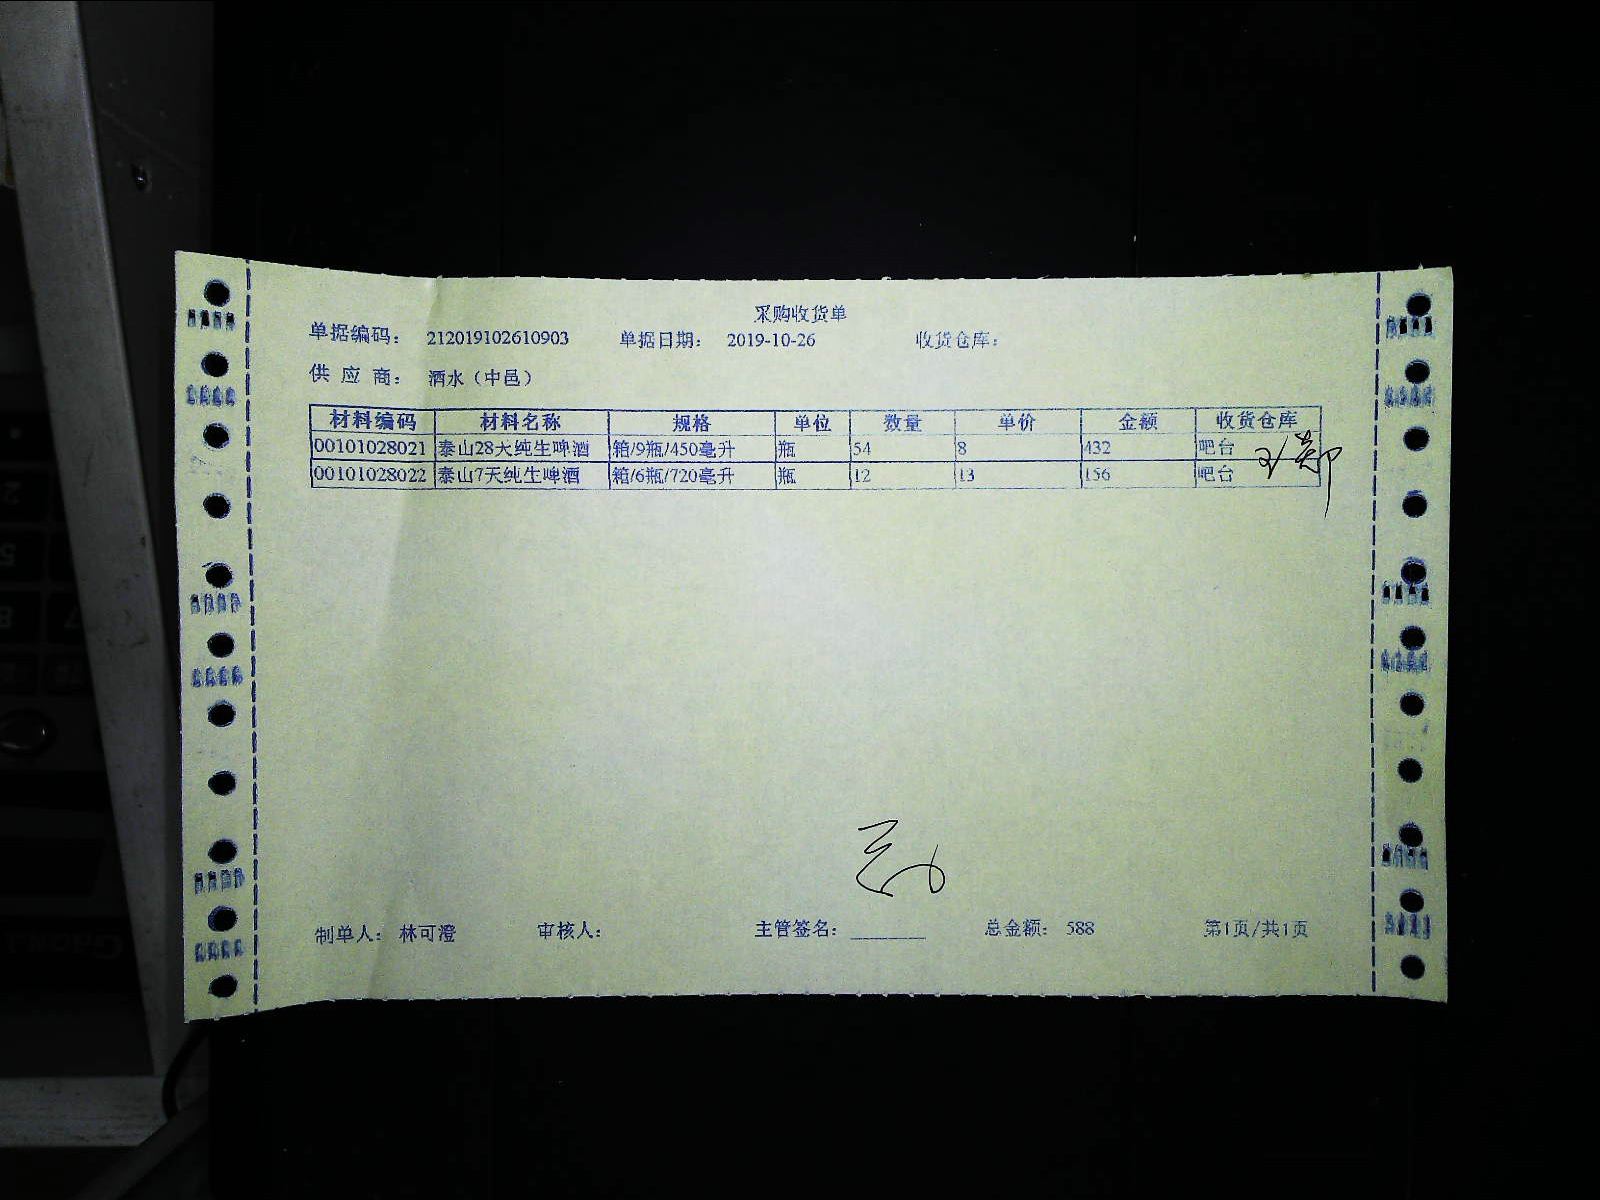 采购收货单
单据编码： 212019102610903 单据日期： 2019-10-26 收货仓库：
供 应 商： 酒水（中邑）
材料编码 材料名称 规格 单位 数量 单价 金额 收货仓库
00101028021 泰山28天纯生啤酒 箱/9瓶/450毫升 瓶 54 8 432 吧台
00101028022 泰山7天纯生啤酒 箱/6瓶/720毫升 瓶 12 13 156 吧台
制单人： 林可澄 审核人： 主管签名： 总金额： 588 第1页/共1页